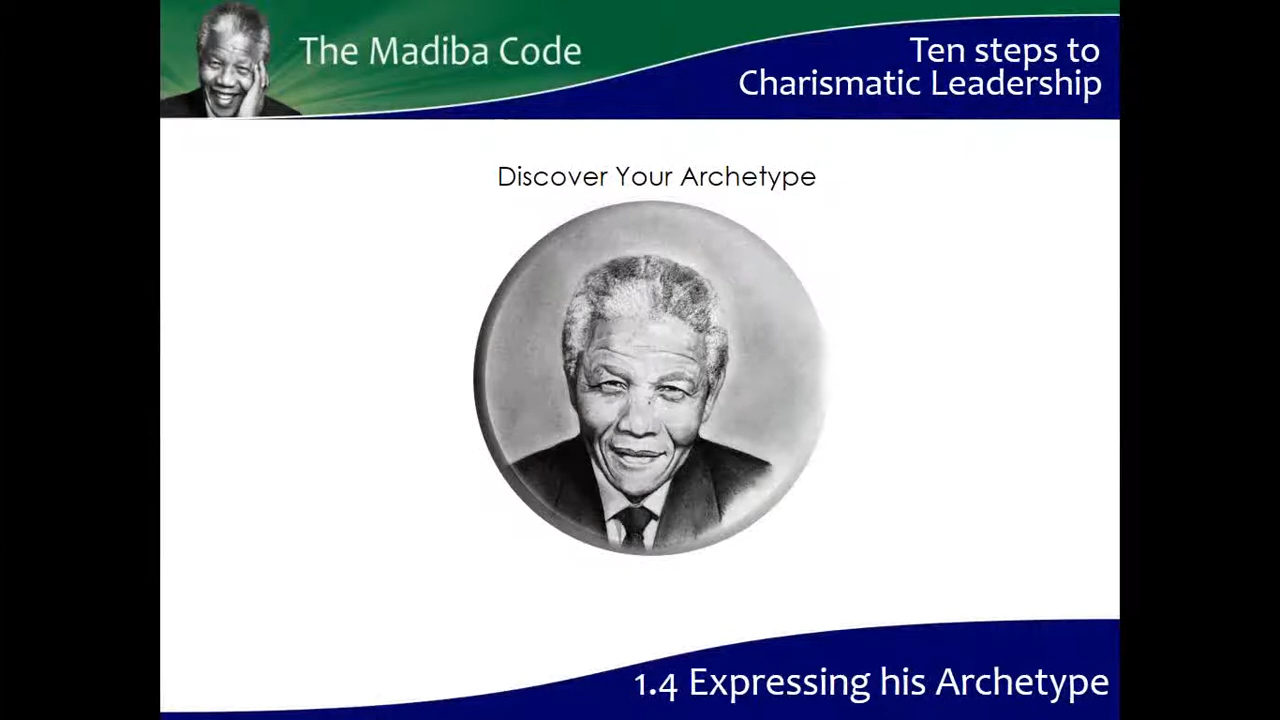 The Madiba Code
Ten steps to
Charismatic Leadership
Discover Your Archetype
1.4 Expressing his Archetype